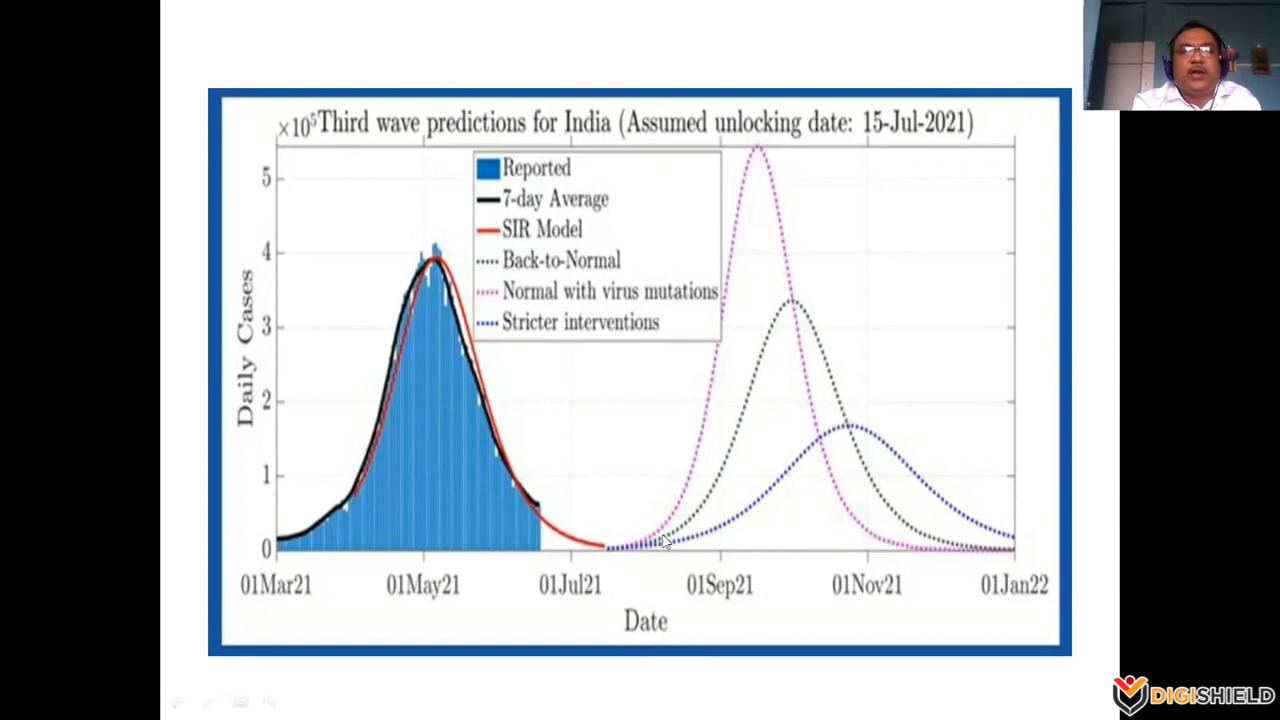 ×10⁵ Third wave predictions for India (Assumed unlocking date: 15-Jul-2021)
Reported
7-day Average
SIR Model
Back-to-Normal
Normal with virus mutations
Stricter interventions
Daily Cases
5
4
3
2
1
0
01Mar21 01May21 01Jul21 01Sep21 01Nov21 01Jan22
Date
DIGISHIELD